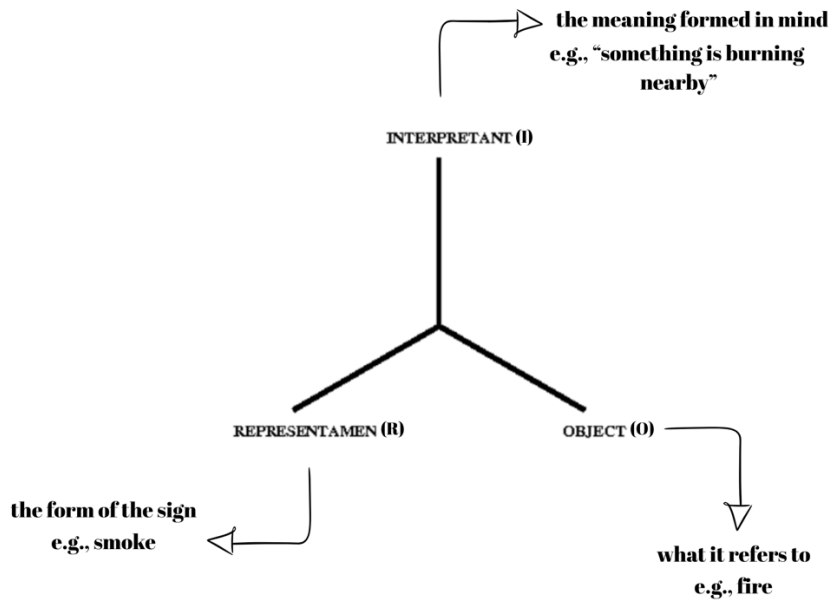 the meaning formed in mind
e.g., “something is burning
nearby”
INTERPRETANT (I)
REPRESENTAMEN (R)
OBJECT (O)
the form of the sign
e.g., smoke
what it refers to
e.g., fire